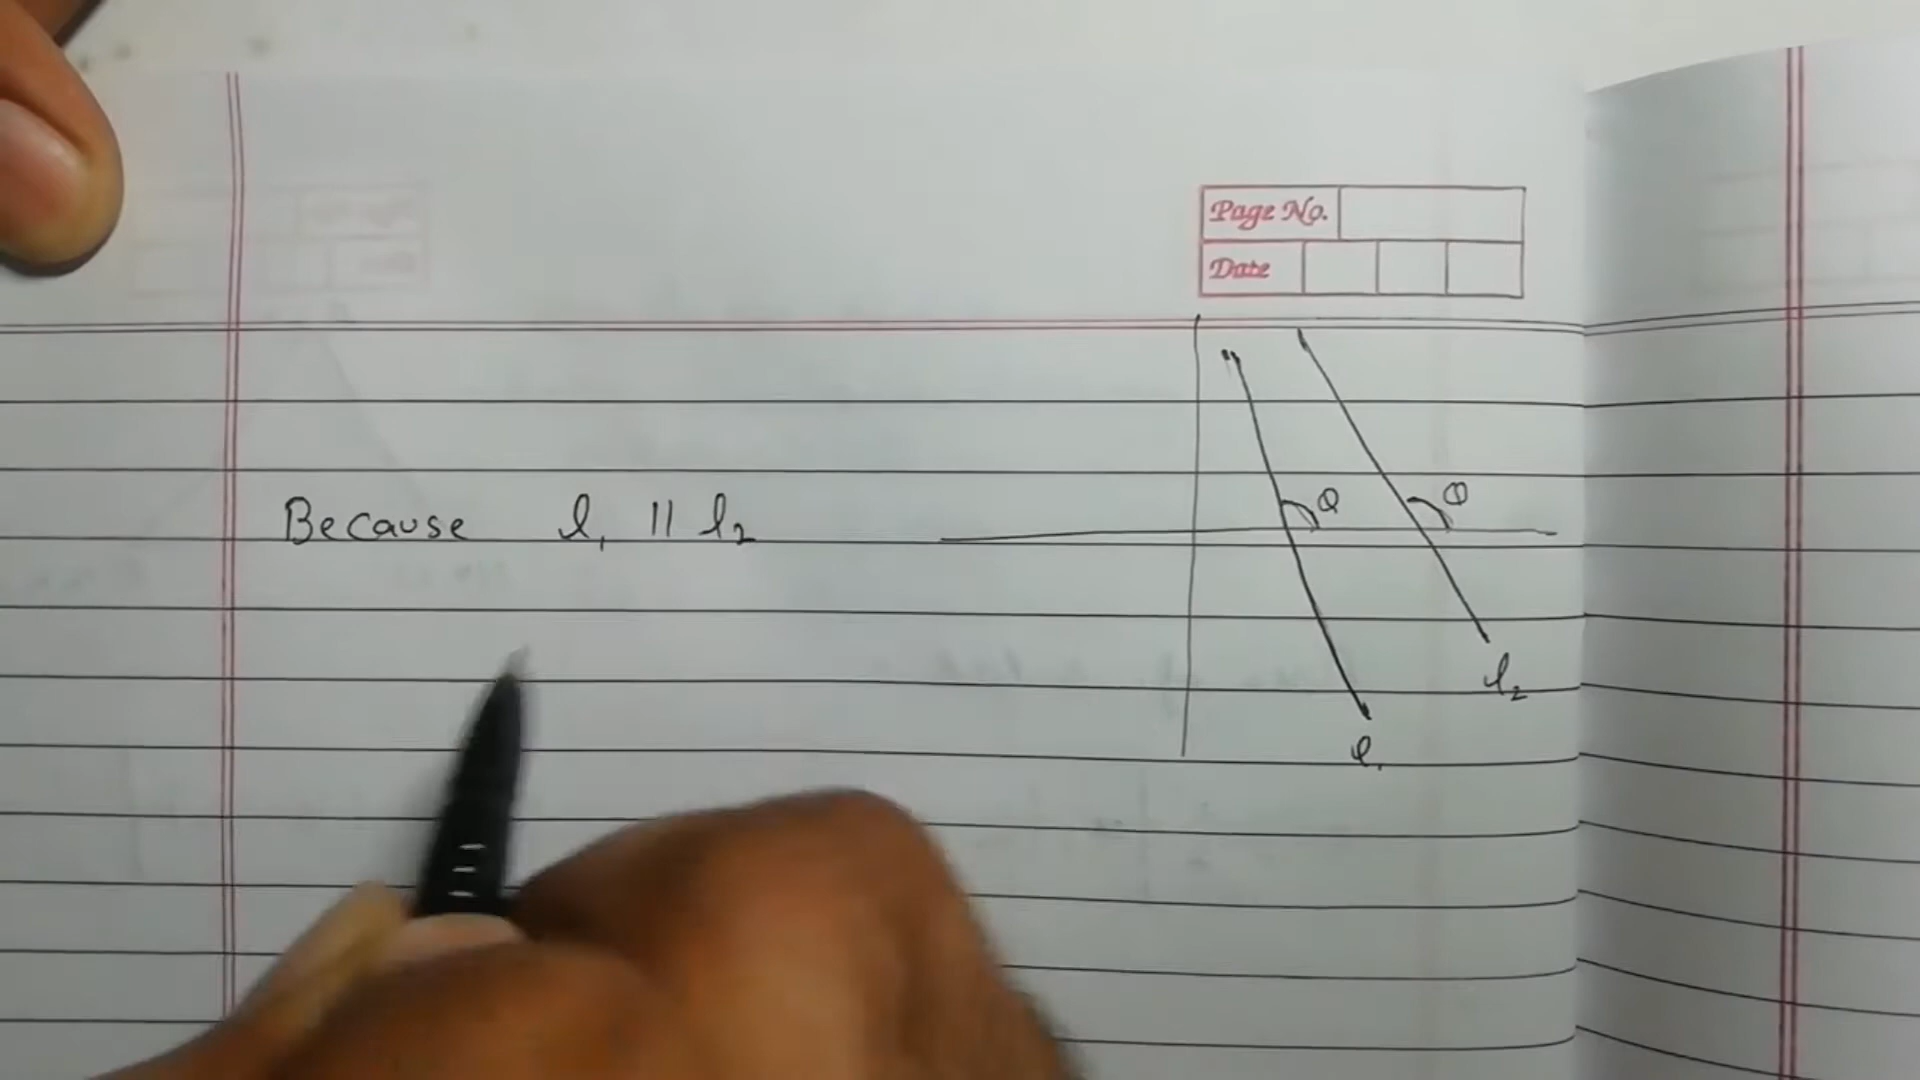 Page No.
Date
Because l₁ || l₂
θ θ
l₂
l₁